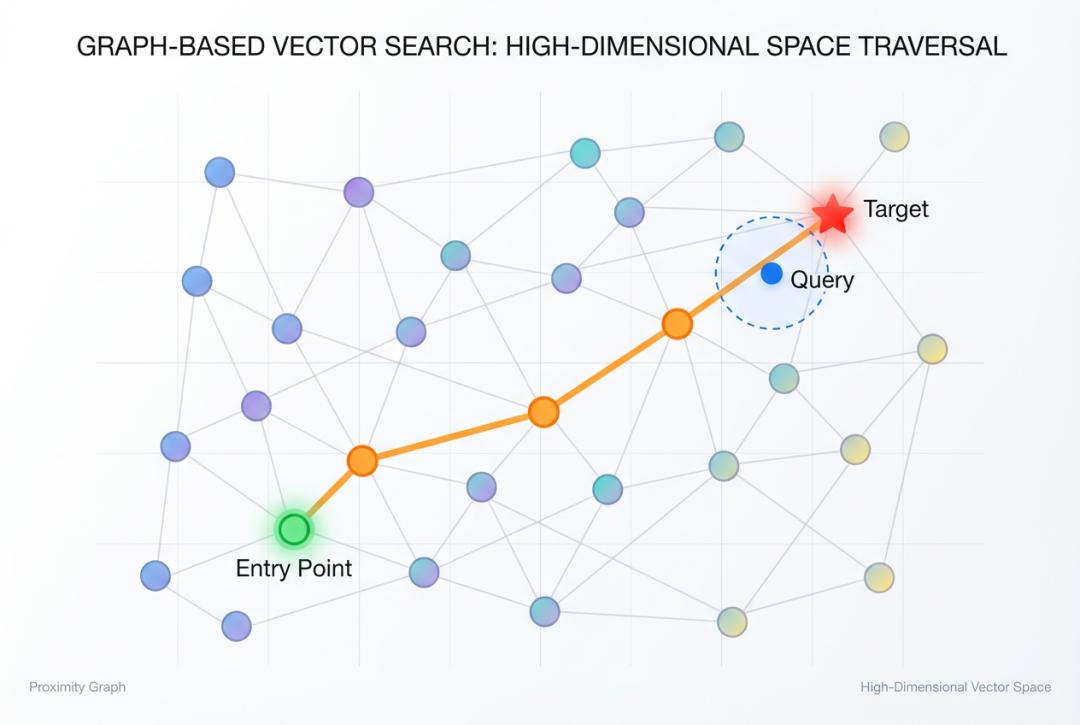 GRAPH-BASED VECTOR SEARCH: HIGH-DIMENSIONAL SPACE TRAVERSAL
Target
Query
Entry Point
Proximity Graph
High-Dimensional Vector Space